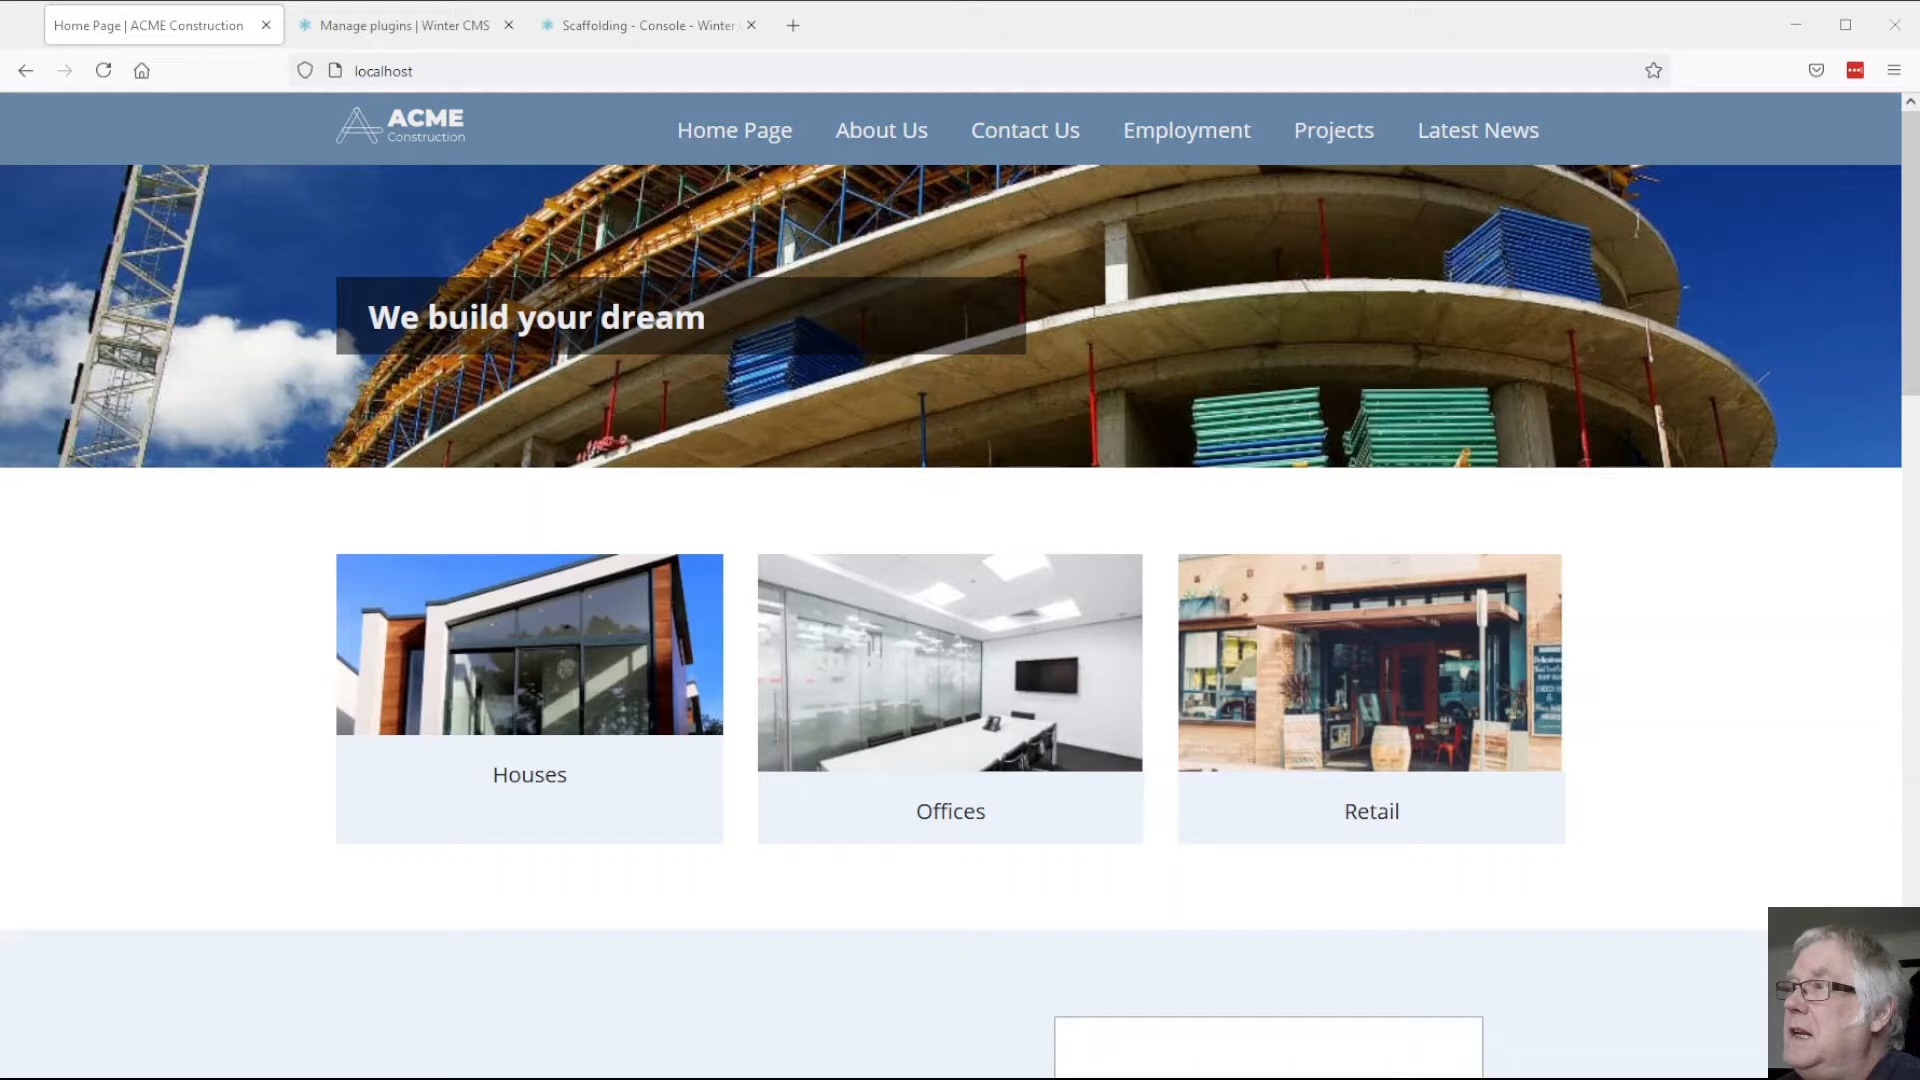 Home Page | ACME Construction
Manage plugins | Winter CMS
Scaffolding - Console - Winter
localhost
ACME
Construction
Home Page
About Us
Contact Us
Employment
Projects
Latest News
We build your dream
Houses
Offices
Retail